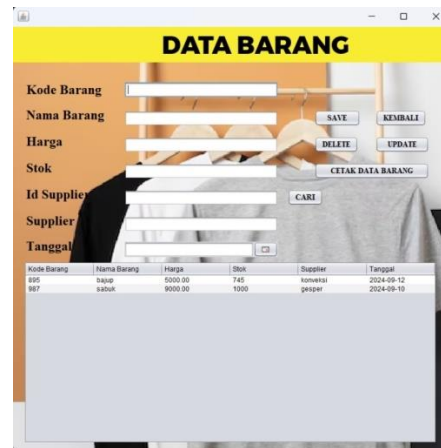 DATA BARANG
Kode Barang
Nama Barang
SAVE KEMBALI
Harga
DELETE UPDATE
Stok
CETAK DATA BARANG
Id Supplier
CARI
Supplier
Tanggal
Kode Barang Nama Barang Harga Stok Supplier Tanggal
895 bajup 5000.00 745 konveksi 2024-09-12
987 sabuk 9000.00 1000 gesper 2024-09-10